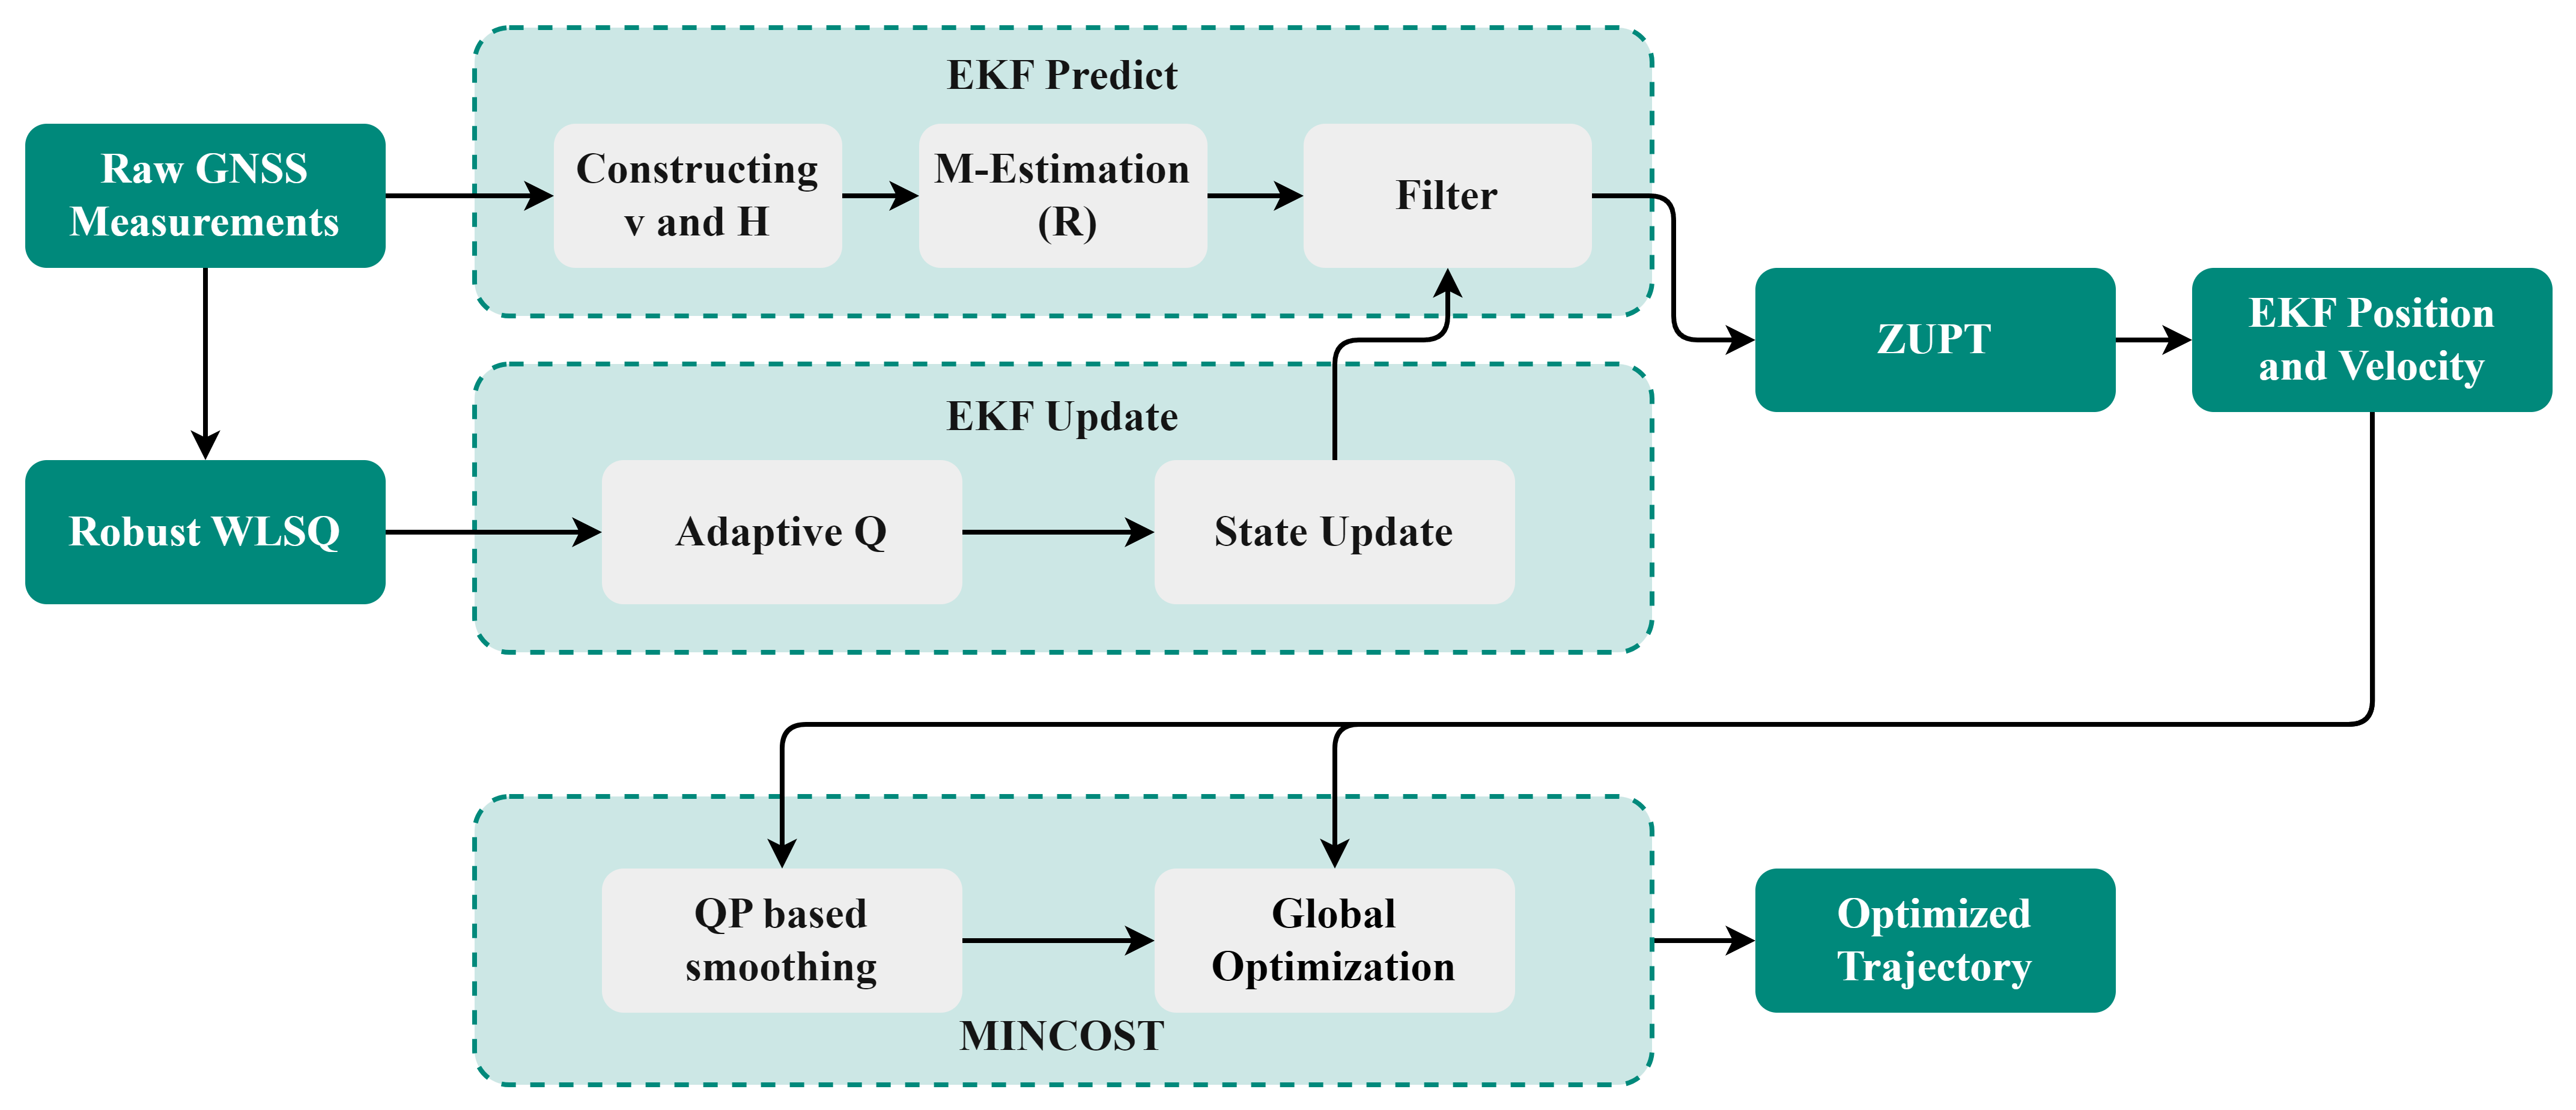 EKF Predict
Raw GNSS
Measurements
Constructing
v and H
M-Estimation
(R)
Filter
ZUPT
EKF Position
and Velocity
EKF Update
Robust WLSQ
Adaptive Q
State Update
QP based
smoothing
Global
Optimization
MINCOST
Optimized
Trajectory